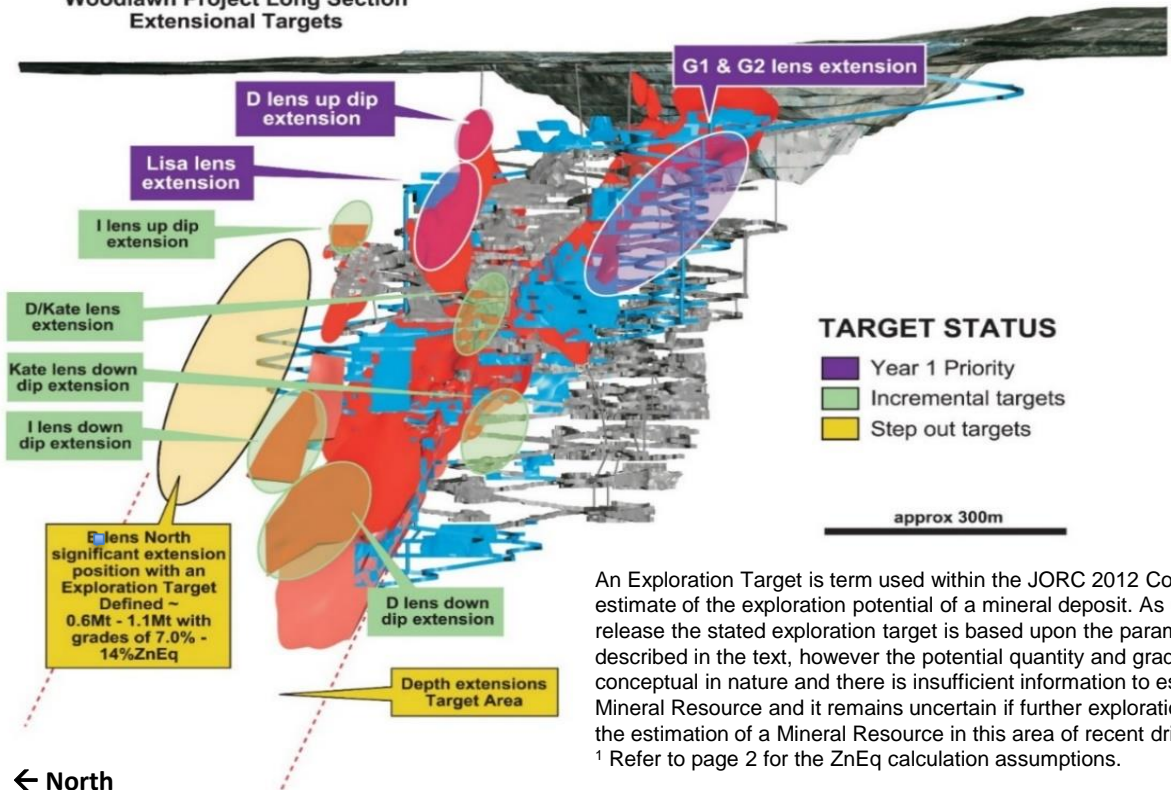 Woodlawn Project Long Section
Extensional Targets
G1 & G2 lens extension
D lens up dip
extension
Lisa lens
extension
I lens up dip
extension
D/Kate lens
extension
Kate lens down
dip extension
I lens down
dip extension
TARGET STATUS
Year 1 Priority
Incremental targets
Step out targets
approx 300m
lens North
significant extension
position with an
Exploration Target
Defined ~
0.6Mt - 1.1Mt with
grades of 7.0% -
14%ZnEq
D lens down
dip extension
Depth extensions
Target Area
An Exploration Target is term used within the JORC 2012 Co
estimate of the exploration potential of a mineral deposit. As
release the stated exploration target is based upon the param
described in the text, however the potential quantity and grad
conceptual in nature and there is insufficient information to es
Mineral Resource and it remains uncertain if further exploratio
the estimation of a Mineral Resource in this area of recent dri
¹ Refer to page 2 for the ZnEq calculation assumptions.
← North